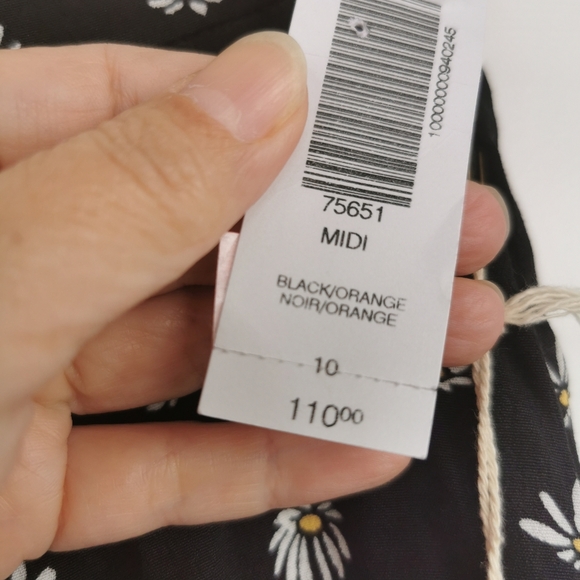 10000000940245
75651
MIDI
BLACK/ORANGE
NOIR/ORANGE
10
11000